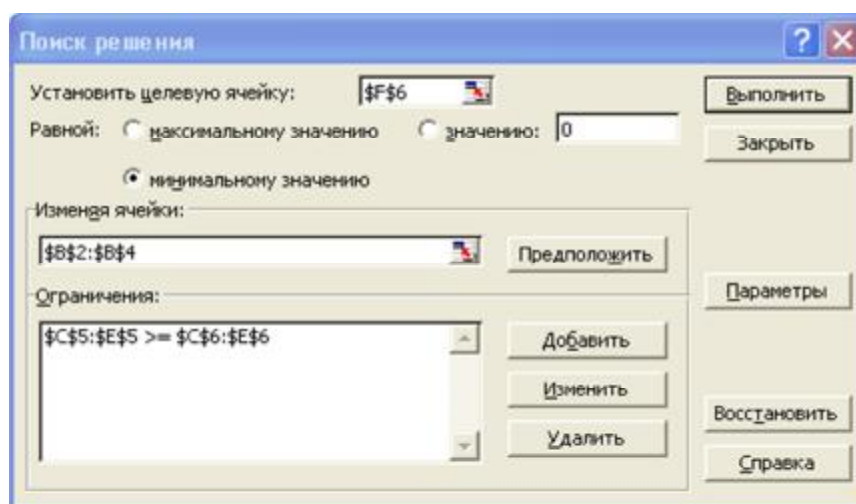 Поиск решения
Установить целевую ячейку: $F$6
Выполнить
Равной: максимальному значению значению: 0
Закрыть
минимальному значению
Изменяя ячейки:
$B$2:$B$4
Предположить
Ограничения:
Параметры
$C$5:$E$5 >= $C$6:$E$6
Добавить
Изменить
Восстановить
Удалить
Справка